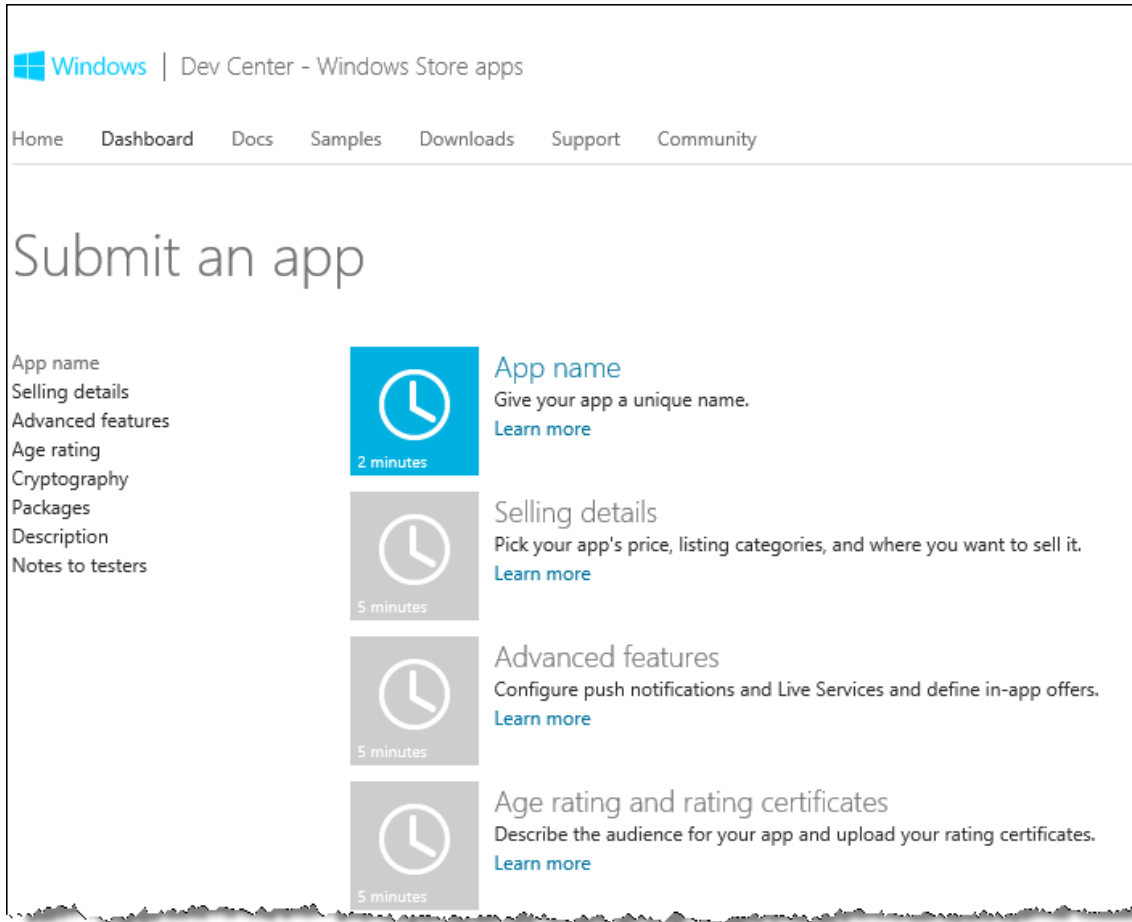 Windows | Dev Center - Windows Store apps
Home Dashboard Docs Samples Downloads Support Community
Submit an app
App name
Selling details
Advanced features
Age rating
Cryptography
Packages
Description
Notes to testers
2 minutes
App name
Give your app a unique name.
Learn more
5 minutes
Selling details
Pick your app's price, listing categories, and where you want to sell it.
Learn more
5 minutes
Advanced features
Configure push notifications and Live Services and define in-app offers.
Learn more
5 minutes
Age rating and rating certificates
Describe the audience for your app and upload your rating certificates.
Learn more